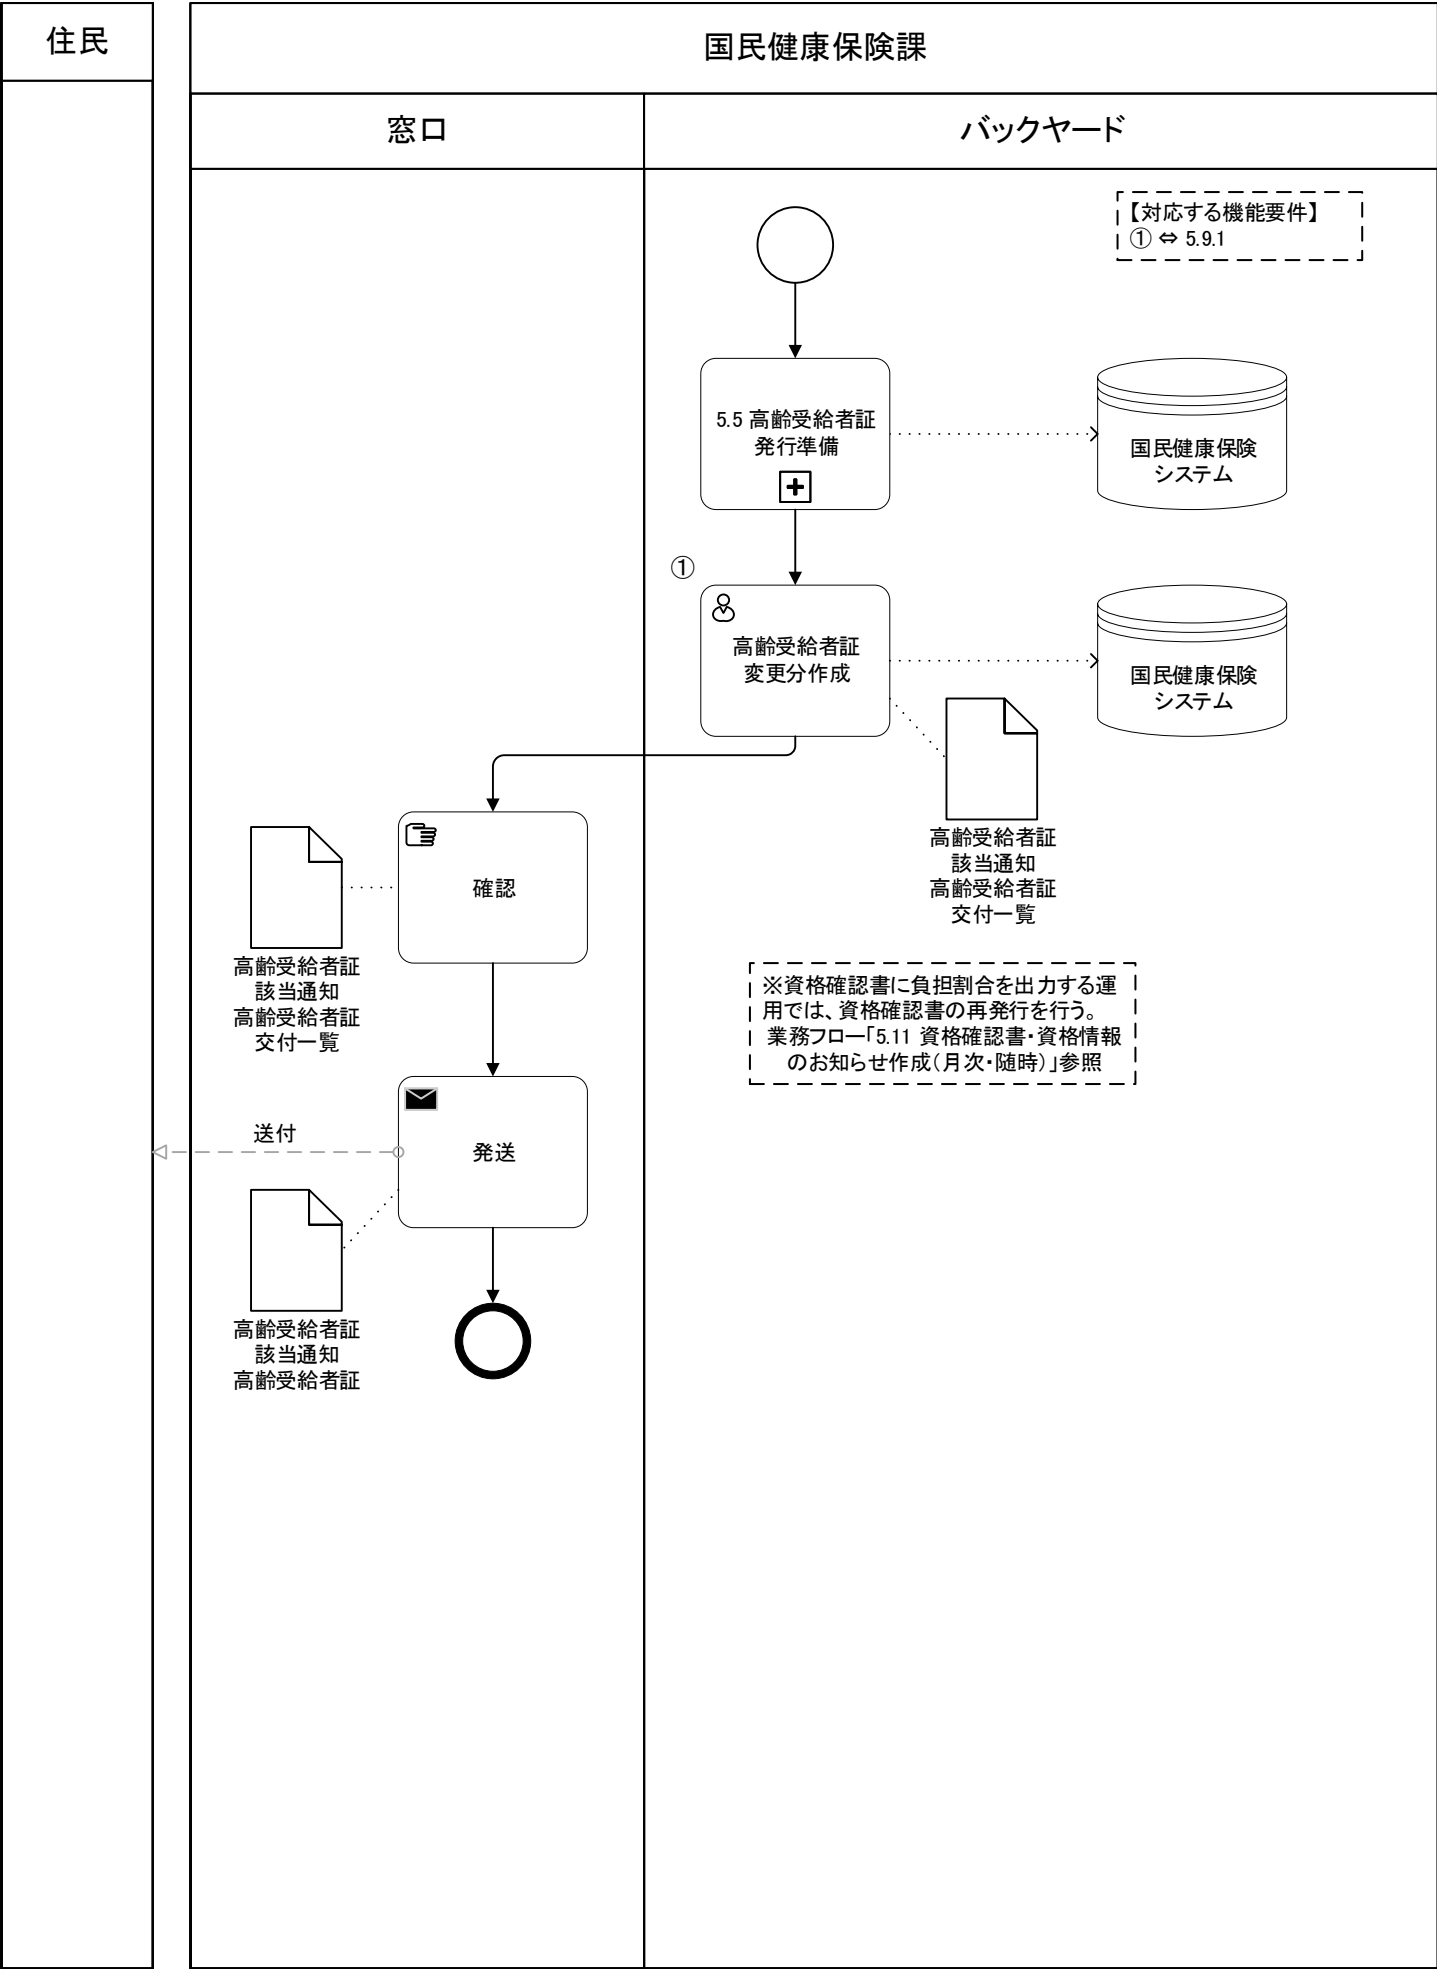 住民
国民健康保険課
窓口
バックヤード
【対応する機能要件】
① ⇔ 5.9.1
5.5 高齢受給者証
発行準備
国民健康保険
システム
①
高齢受給者証
変更分作成
国民健康保険
システム
高齢受給者証
該当通知
高齢受給者証
交付一覧
確認
高齢受給者証
該当通知
高齢受給者証
交付一覧
※資格確認書に負担割合を出力する運
用では、資格確認書の再発行を行う。
業務フロー「5.11 資格確認書・資格情報
のお知らせ作成（月次・随時）」参照
送付
発送
高齢受給者証
該当通知
高齢受給者証